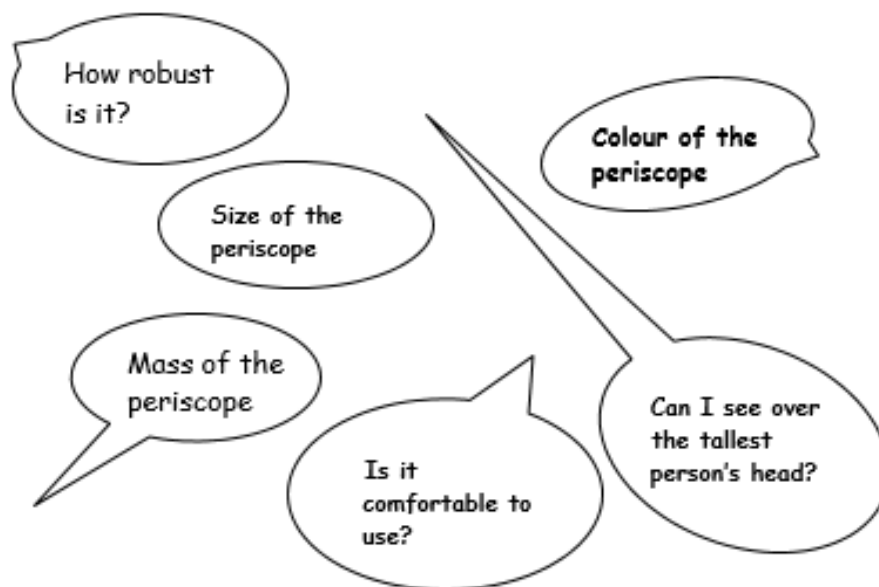 How robust
is it?
Colour of the
periscope
Size of the
periscope
Mass of the
periscope
Can I see over
the tallest
person's head?
Is it
comfortable to
use?